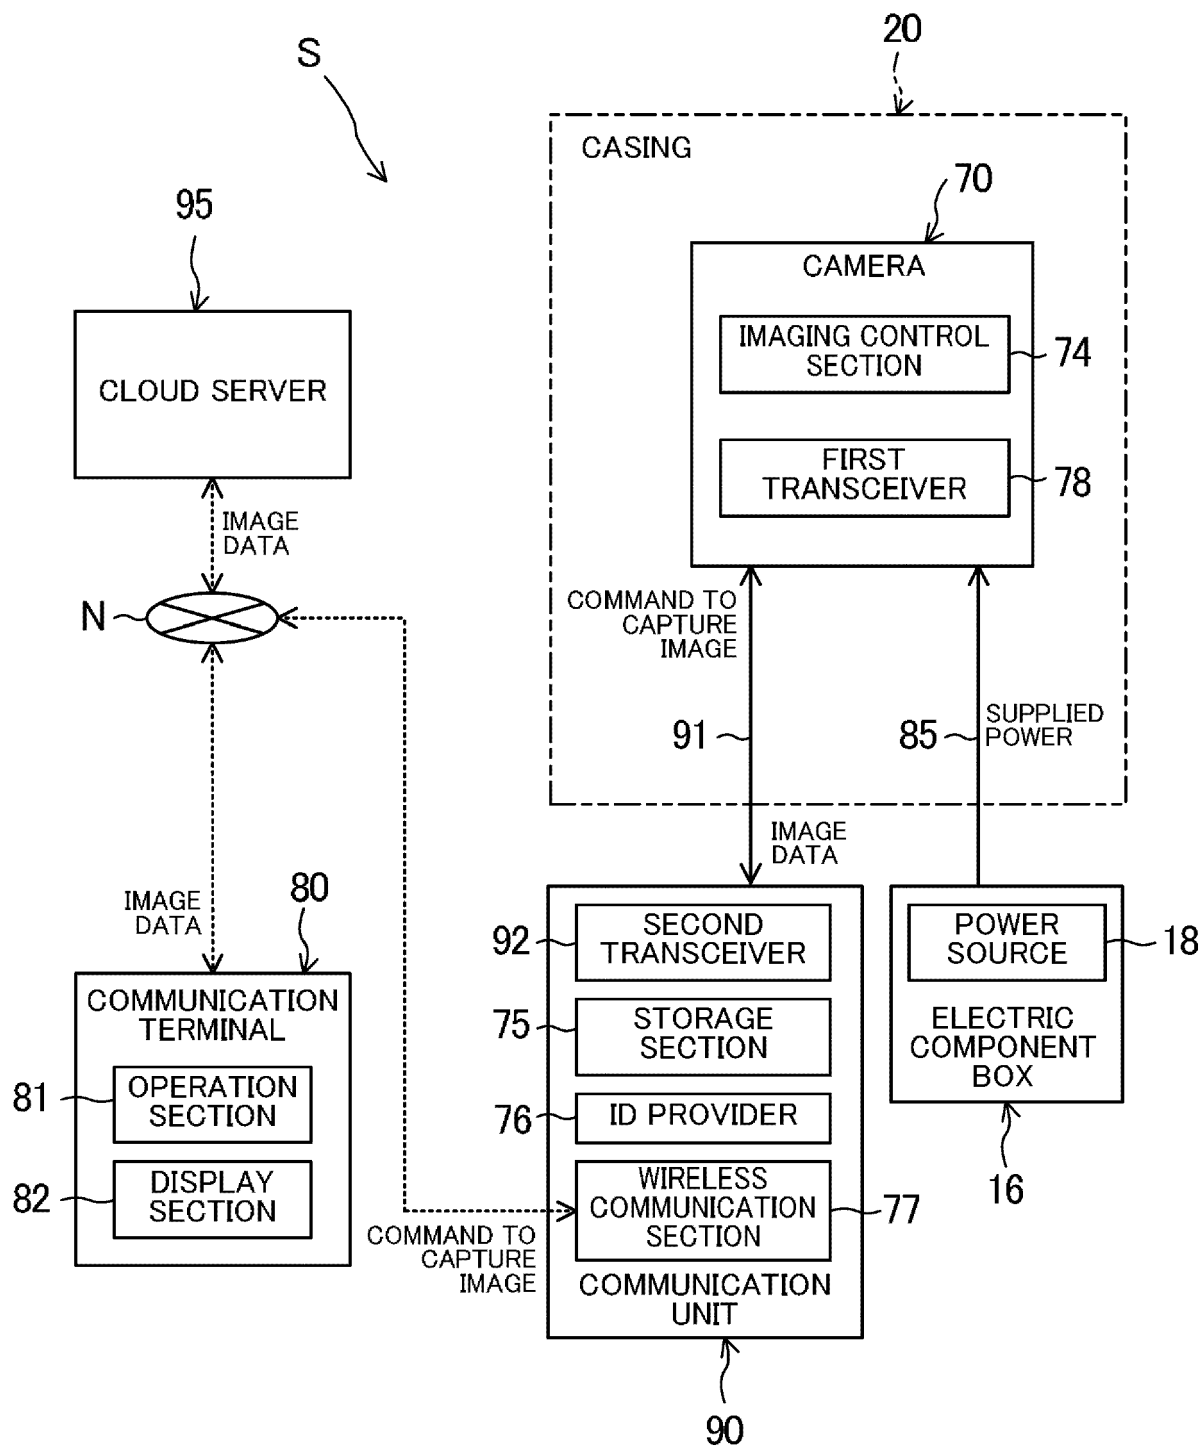 S
20
CASING
70
CAMERA
IMAGING CONTROL
SECTION
74
FIRST
TRANSCEIVER
78
95
CLOUD SERVER
IMAGE
DATA
N
COMMAND TO
CAPTURE
IMAGE
91
85
SUPPLIED
POWER
IMAGE
DATA
IMAGE
DATA
80
COMMUNICATION
TERMINAL
81
OPERATION
SECTION
82
DISPLAY
SECTION
COMMAND TO
CAPTURE
IMAGE
92
SECOND
TRANSCEIVER
75
STORAGE
SECTION
76
ID PROVIDER
WIRELESS
COMMUNICATION
SECTION
77
COMMUNICATION
UNIT
90
POWER
SOURCE
18
ELECTRIC
COMPONENT
BOX
16